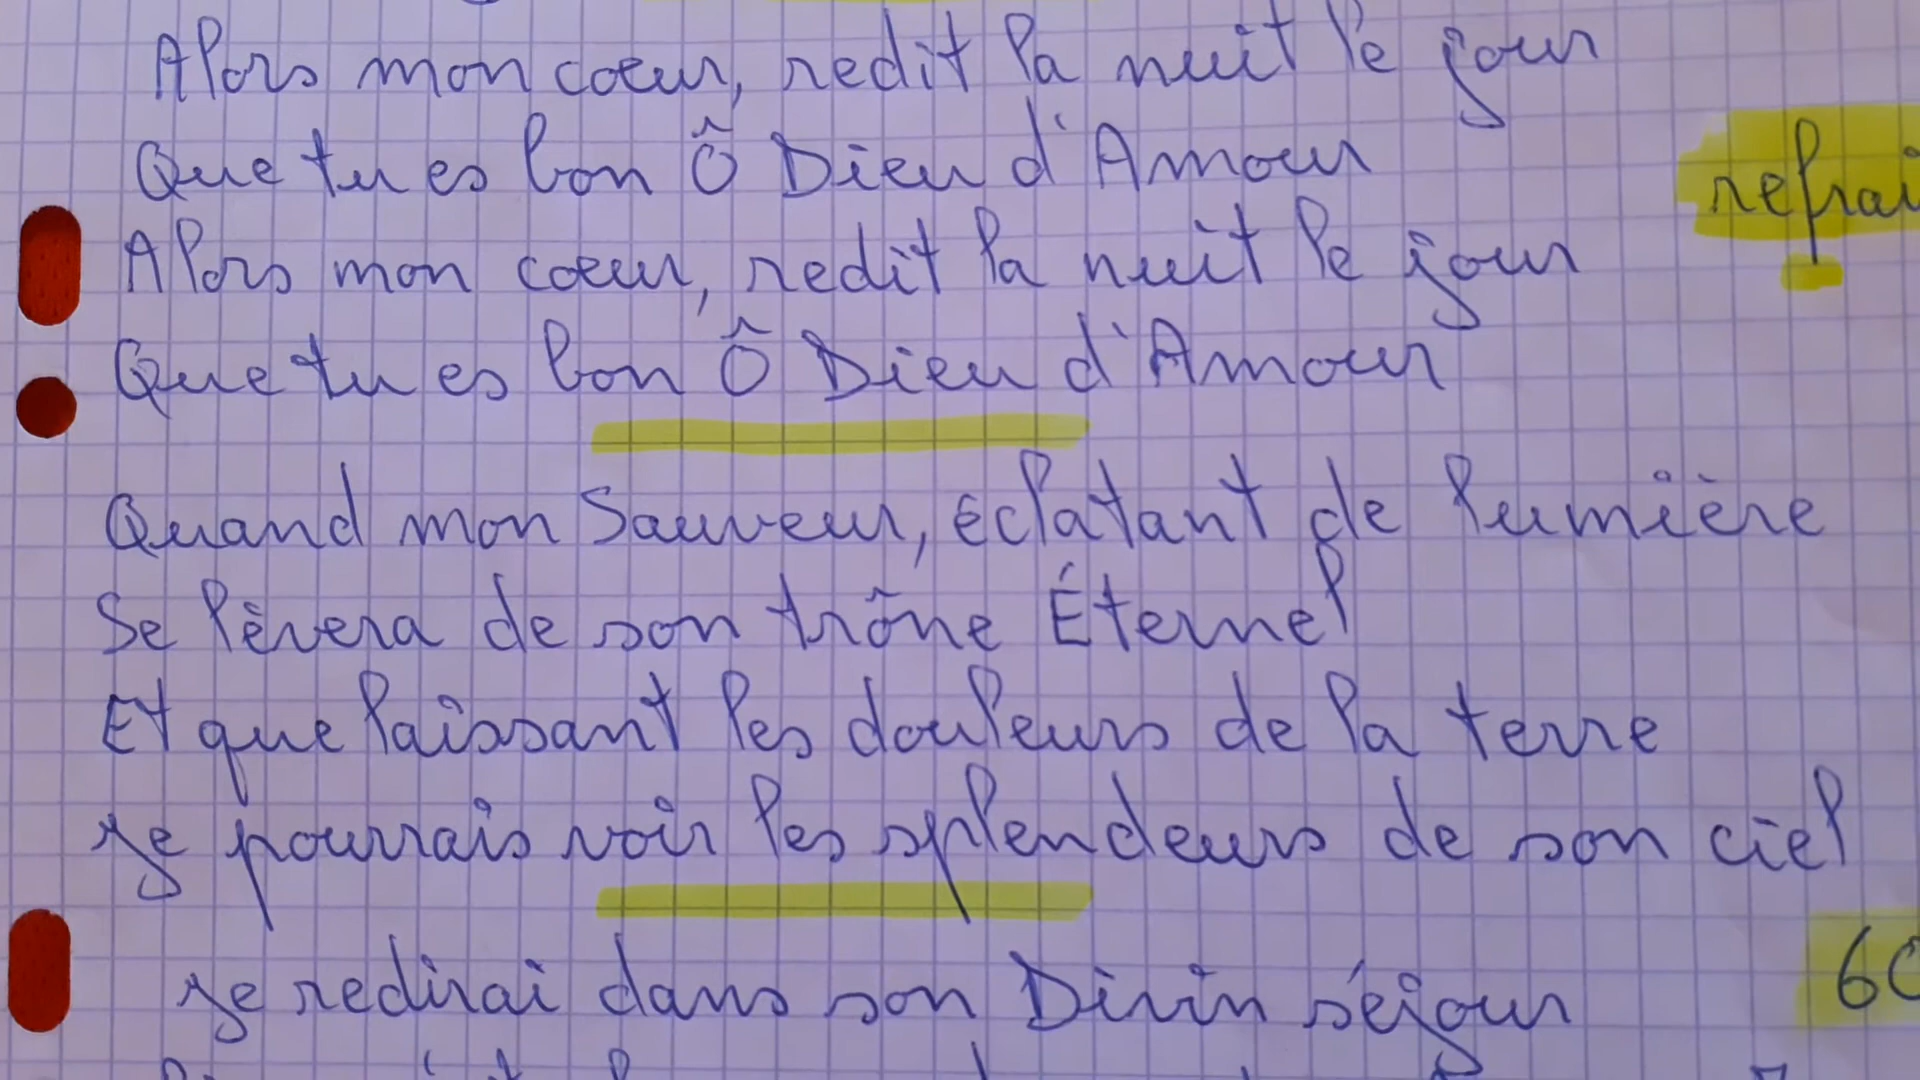 Alors mon cœur, redit la nuit le jour
Que tu es bon Ô Dieu d'Amour
refrai
Alors mon cœur, redit la nuit le jour
Que tu es bon Ô Dieu d'Amour
Quand mon Sauveur, éclatant de lumière
Se lèvera de son trône Éternel
Et que laissant les douleurs de la terre
Je pourrais voir les splendeurs de son ciel
Je redirai dans son Divin séjour
60